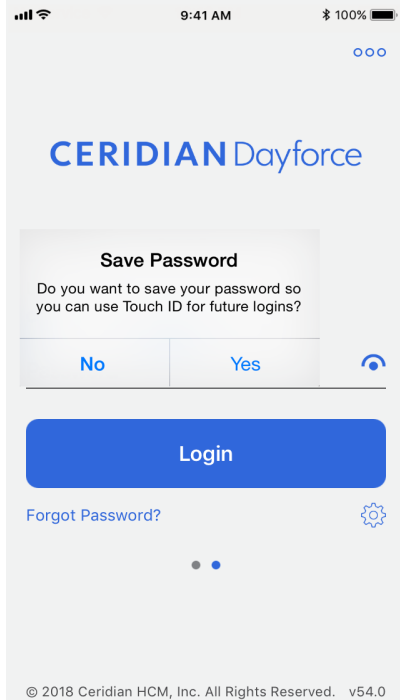 9:41 AM
100%
CERIDIAN Dayforce
Save Password
Do you want to save your password so
you can use Touch ID for future logins?
No
Yes
Login
Forgot Password?
© 2018 Ceridian HCM, Inc. All Rights Reserved. v54.0